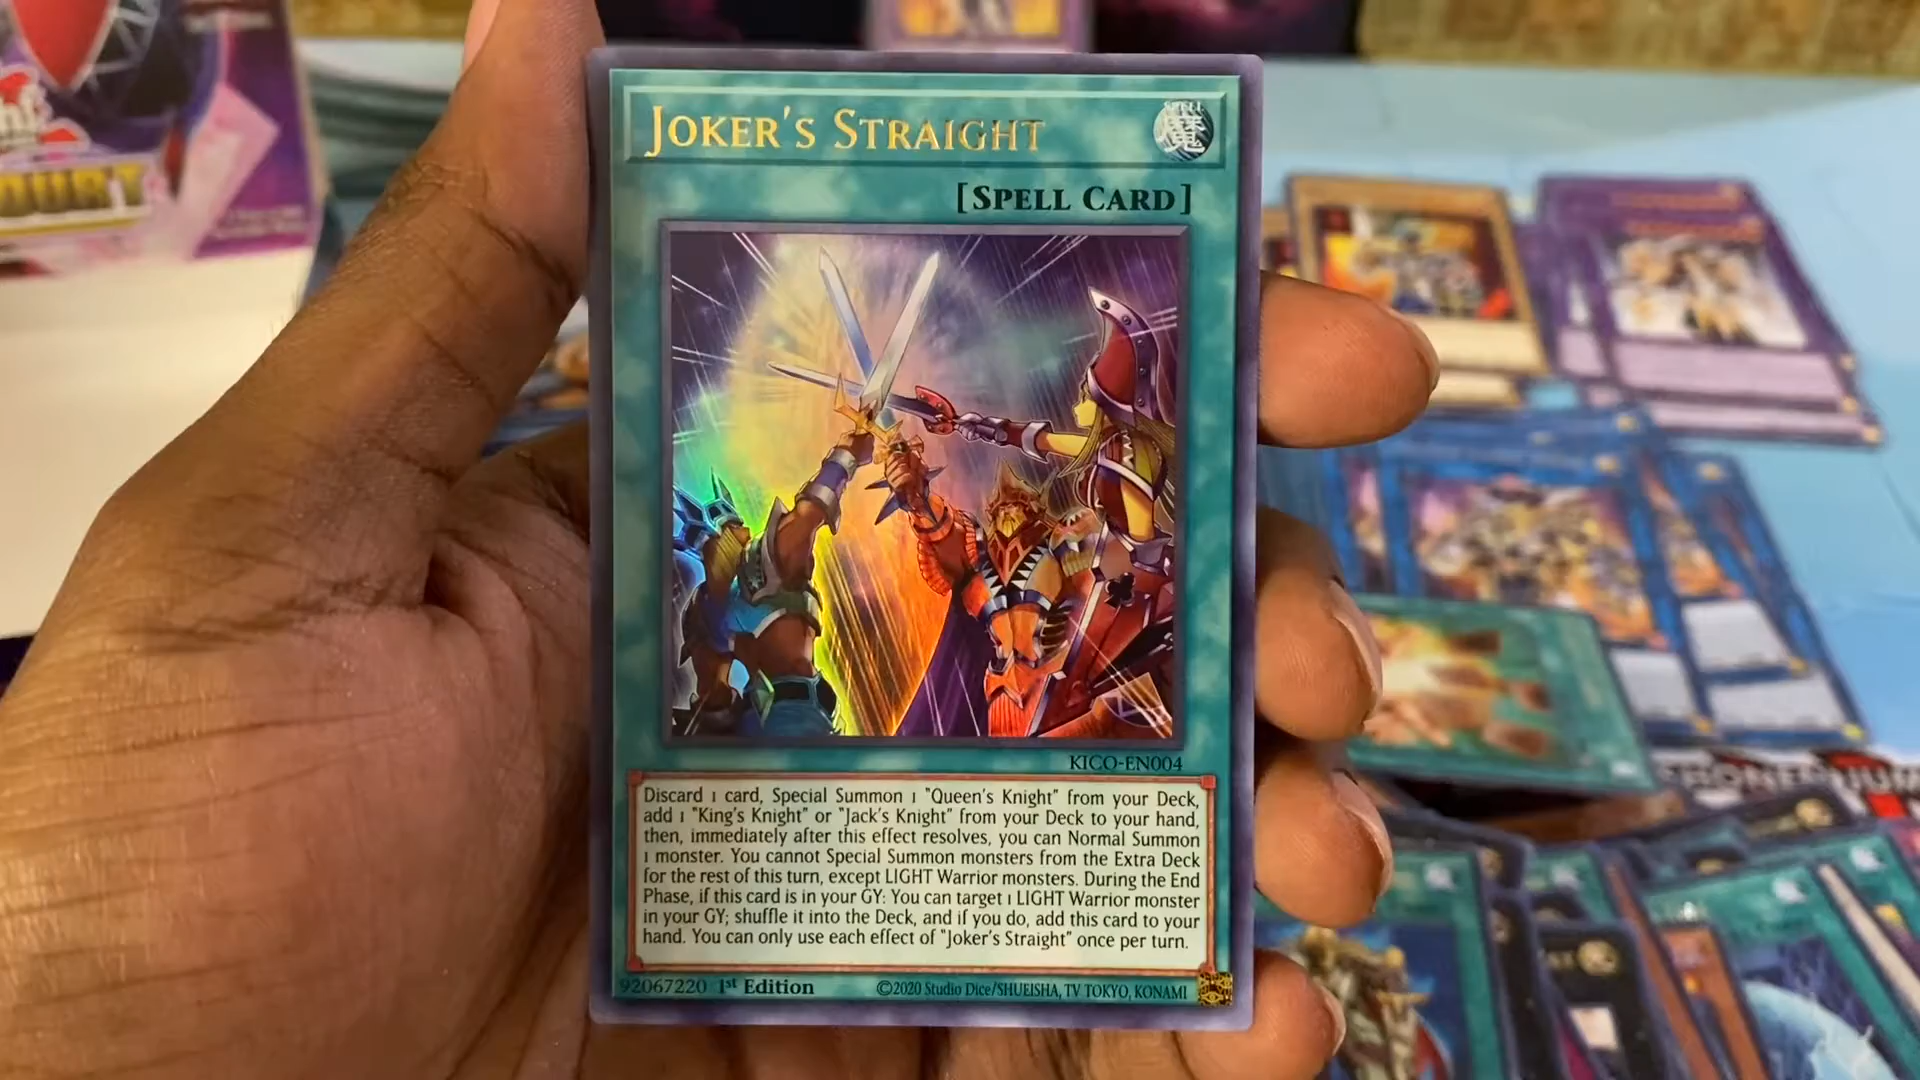 JOKER'S STRAIGHT
SPELL
魔
[SPELL CARD]
KICO-EN004
Discard 1 card, Special Summon 1 "Queen's Knight" from your Deck,
add 1 "King's Knight" or "Jack's Knight" from your Deck to your hand,
then, immediately after this effect resolves, you can Normal Summon
1 monster. You cannot Special Summon monsters from the Extra Deck
for the rest of this turn, except LIGHT Warrior monsters. During the End
Phase, if this card is in your GY: You can target 1 LIGHT Warrior monster
in your GY; shuffle it into the Deck, and if you do, add this card to your
hand. You can only use each effect of "Joker's Straight" once per turn.
92067220 1st Edition
©2020 Studio Dice/SHUEISHA, TV TOKYO, KONAMI